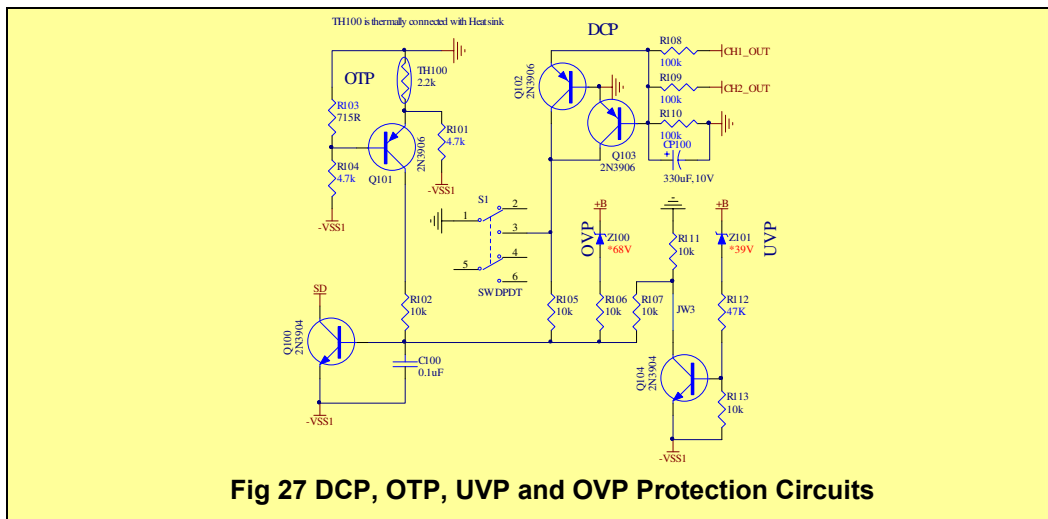 TH100 is thermally connected with Heat sink
DCP
R108
100k
CH1_OUT
OTP
TH100
2.2k
Q102
2N3906
R109
100k
CH2_OUT
R103
715R
R101
4.7k
R110
100k
CP100
+
330uF,10V
R104
4.7k
Q101
2N3906
Q103
2N3906
-VSS1
-VSS1
S1
1
2
3
4
5
6
SW DPDT
+B
OVP
Z100
*68V
R111
10k
+B
Z101
*39V
UVP
SD
R102
10k
R105
10k
R106
10k
R107
10k
JW3
R112
47K
Q100
2N3904
C100
0.1uF
Q104
2N3904
R113
10k
-VSS1
-VSS1
Fig 27 DCP, OTP, UVP and OVP Protection Circuits